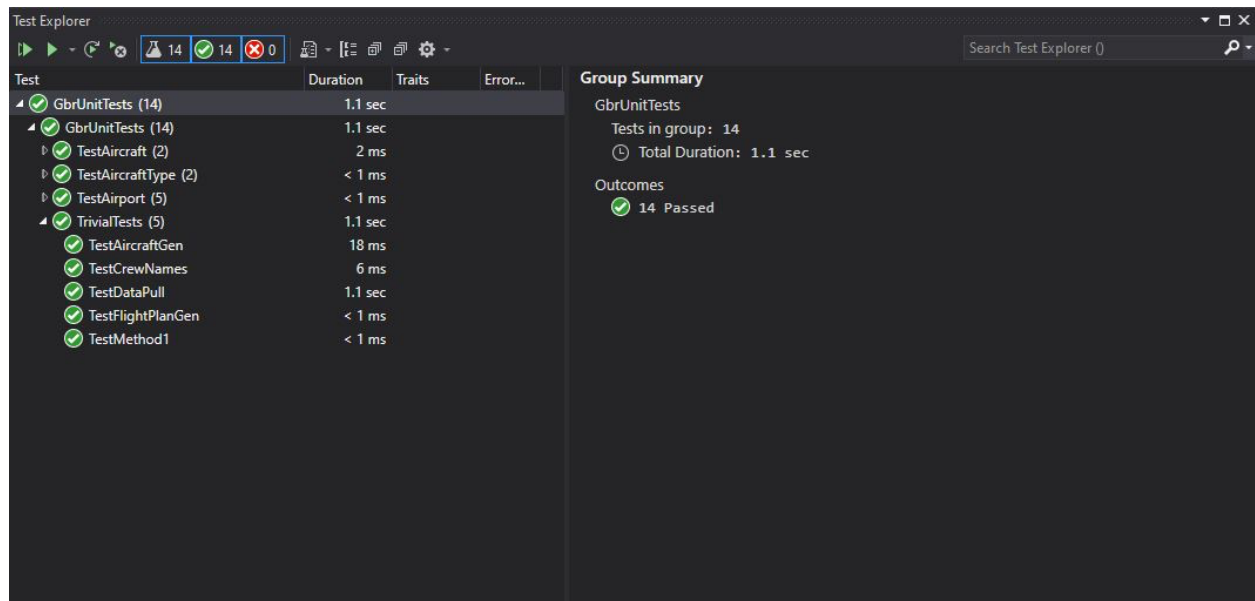 Test Explorer
14 14 0 Search Test Explorer ()
Test Duration Traits Error...
GbrUnitTests (14) 1.1 sec
GbrUnitTests (14) 1.1 sec
TestAircraft (2) 2 ms
TestAircraftType (2) < 1 ms
TestAirport (5) < 1 ms
TrivialTests (5) 1.1 sec
TestAircraftGen 18 ms
TestCrewNames 6 ms
TestDataPull 1.1 sec
TestFlightPlanGen < 1 ms
TestMethod1 < 1 ms
Group Summary
GbrUnitTests
Tests in group: 14
Total Duration: 1.1 sec
Outcomes
14 Passed